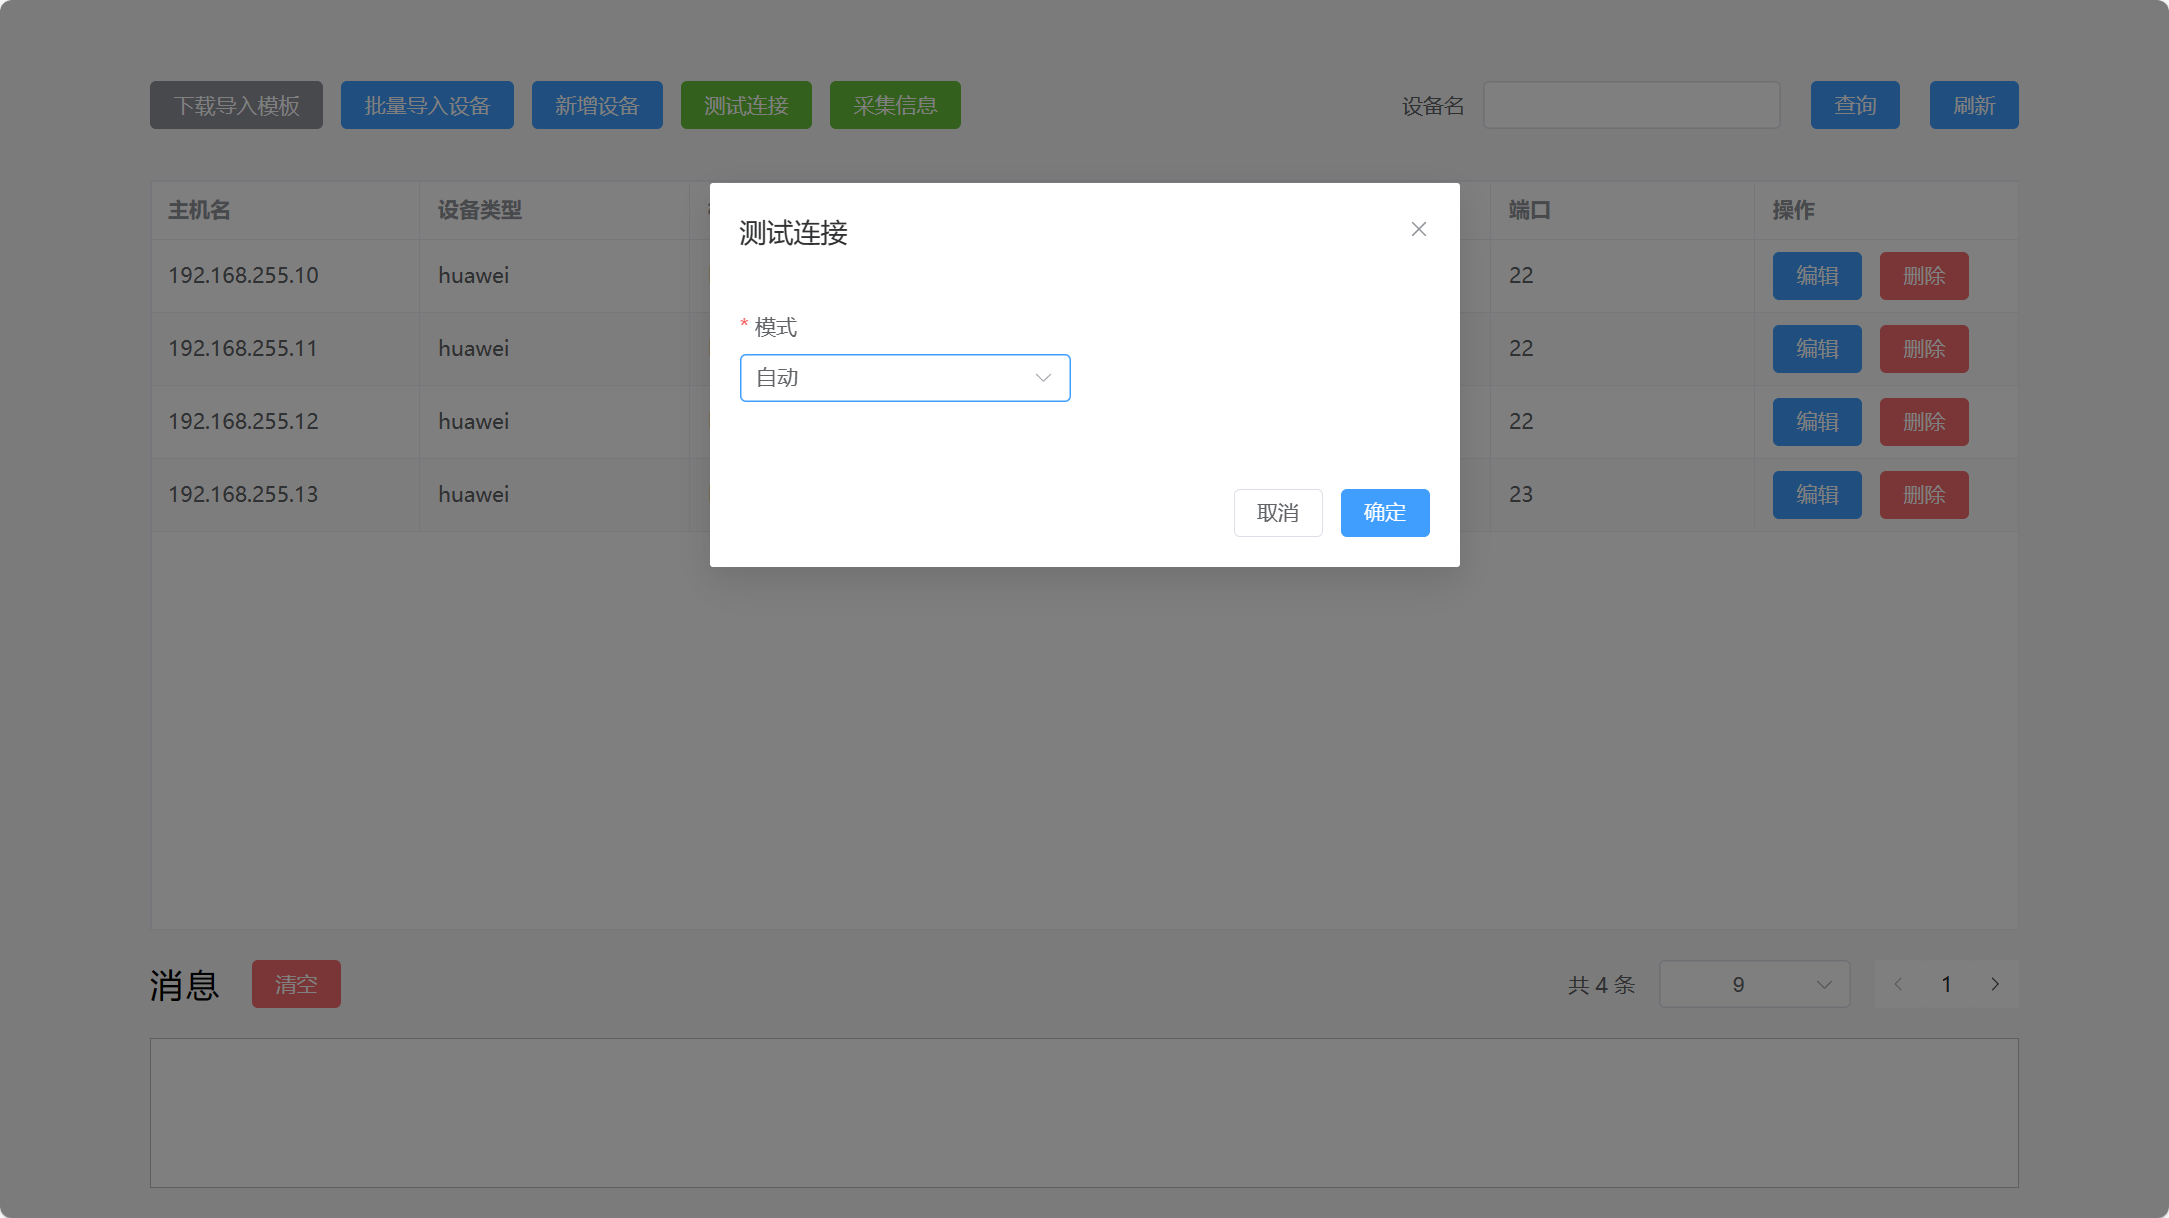 下载导入模板 批量导入设备 新增设备 测试连接 采集信息 设备名 查询 刷新
主机名 设备类型 端口 操作
192.168.255.10 huawei 22 编辑 删除
192.168.255.11 huawei 22 编辑 删除
192.168.255.12 huawei 22 编辑 删除
192.168.255.13 huawei 23 编辑 删除
测试连接
* 模式
自动
取消 确定
消息 清空 共 4 条 9 1